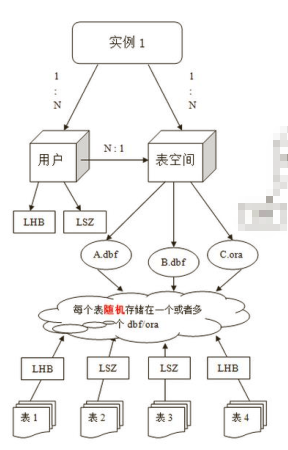 实例 1
1
:
N
1
:
N
用户
N : 1
表空间
LHB
LSZ
A.dbf
B.dbf
C.ora
每个表随机存储在一个或者多
个 dbf/ora
LHB
LSZ
LSZ
LHB
表 1
表 2
表 3
表 4